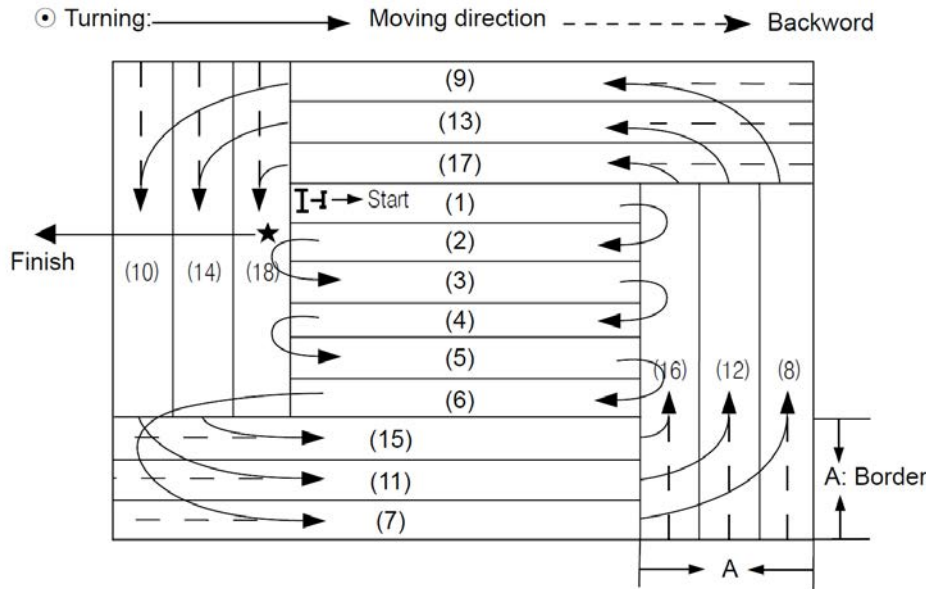 ⊙ Turning: Moving direction Backword
(9)
(13)
(17)
Start (1)
(2)
Finish
(10) (14) (18) (3)
(4)
(5)
(16) (12) (8)
(6)
(15)
(11)
A: Border
(7)
A